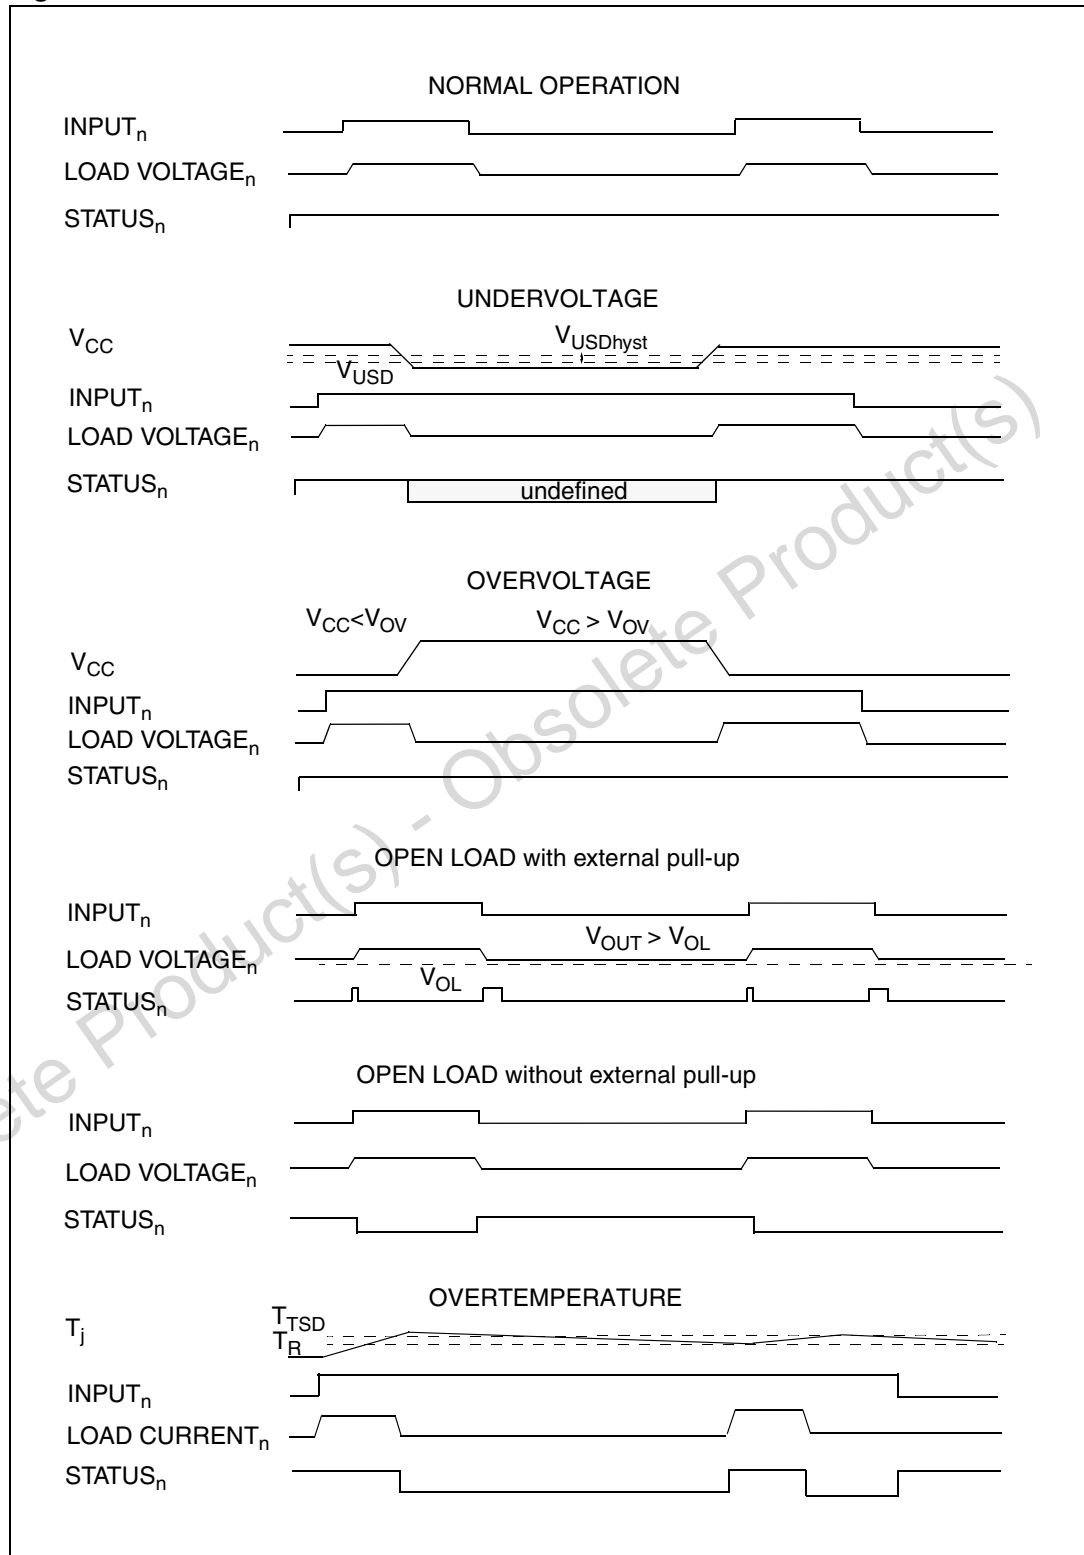 NORMAL OPERATION
INPUTn
LOAD VOLTAGEn
STATUSn
UNDERVOLTAGE
VCC
VUSDhyst
VUSD
INPUTn
LOAD VOLTAGEn
STATUSn
undefined
OVERVOLTAGE
VCC<VOV
VCC > VOV
VCC
INPUTn
LOAD VOLTAGEn
STATUSn
OPEN LOAD with external pull-up
INPUTn
VOUT > VOL
LOAD VOLTAGEn
VOL
STATUSn
OPEN LOAD without external pull-up
INPUTn
LOAD VOLTAGEn
STATUSn
OVERTEMPERATURE
Tj
TTSD
TR
INPUTn
LOAD CURRENTn
STATUSn
ete Product(s) - Obsolete Product(s)